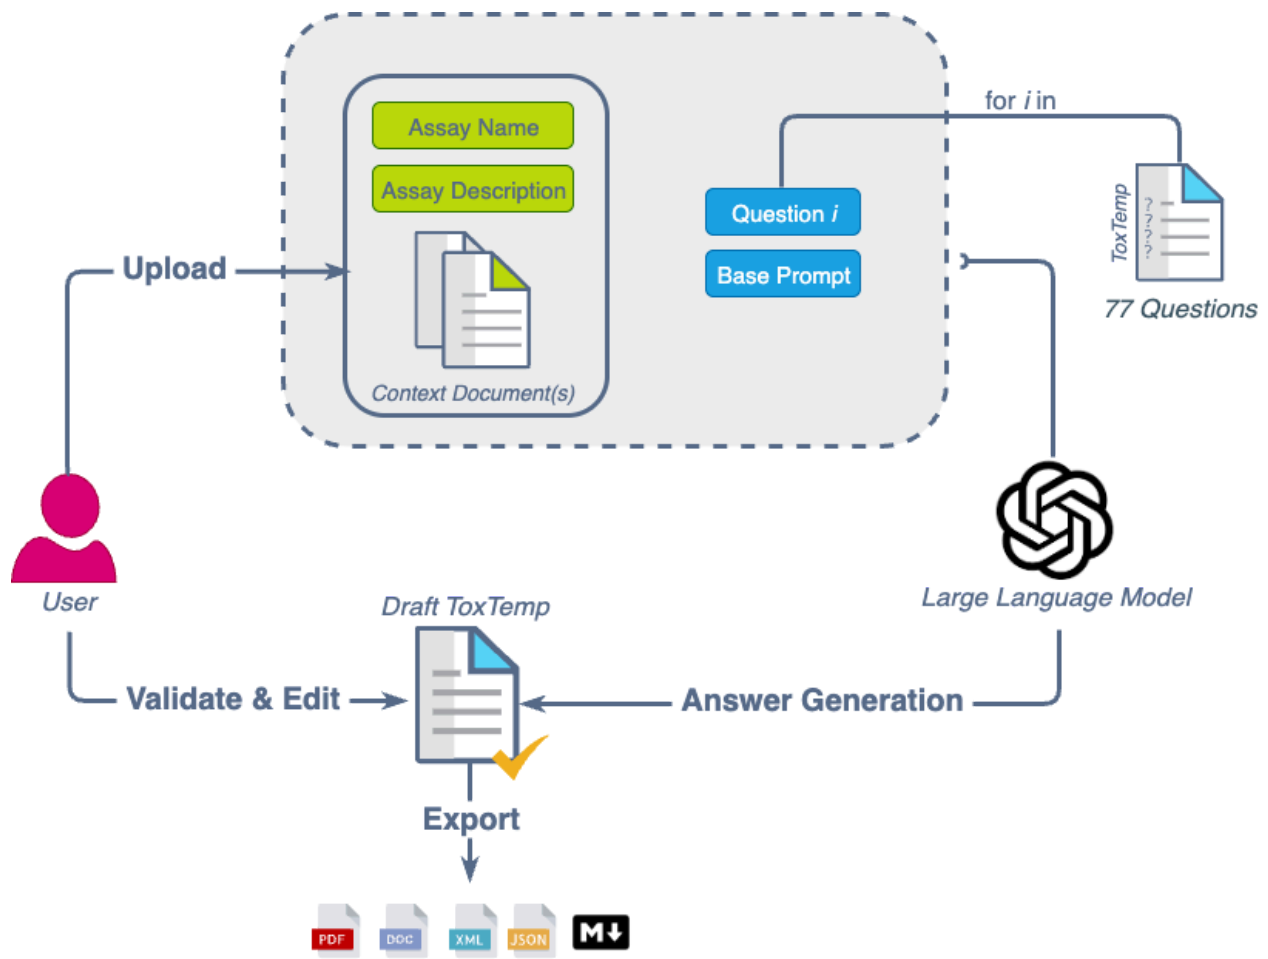 for i in
Assay Name
Assay Description
Question i
Base Prompt
ToxTemp
?
?
?
?
77 Questions
Upload
Context Document(s)
User
Draft ToxTemp
Large Language Model
Validate & Edit
Answer Generation
Export
PDF
DOC
XML
JSON
M